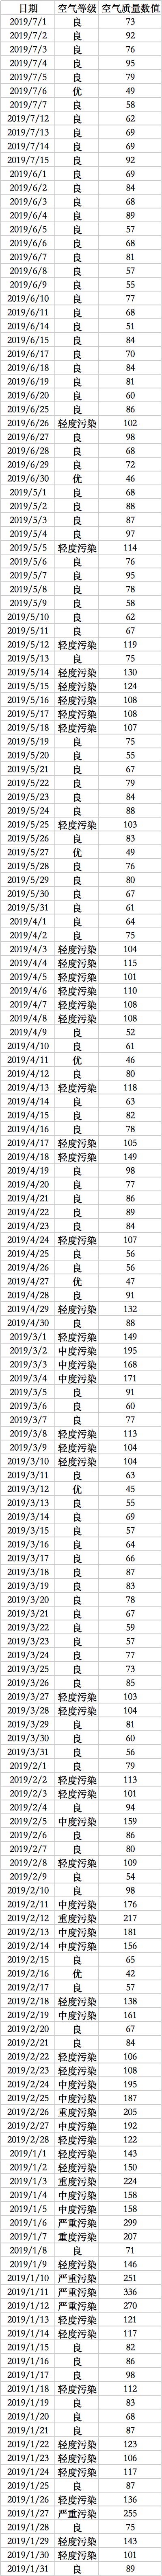 日期 空气等级 空气质量数值
2019/7/1 良 73
2019/7/2 良 92
2019/7/3 良 76
2019/7/4 良 95
2019/7/5 良 79
2019/7/6 优 49
2019/7/7 良 58
2019/7/12 良 62
2019/7/13 良 69
2019/7/14 良 69
2019/7/15 良 92
2019/6/1 良 69
2019/6/2 良 84
2019/6/3 良 68
2019/6/4 良 89
2019/6/5 良 57
2019/6/6 良 68
2019/6/7 良 81
2019/6/8 良 57
2019/6/9 良 55
2019/6/10 良 77
2019/6/11 良 68
2019/6/14 良 51
2019/6/15 良 84
2019/6/17 良 70
2019/6/18 良 84
2019/6/19 良 81
2019/6/20 良 60
2019/6/25 良 86
2019/6/26 轻度污染 102
2019/6/27 良 98
2019/6/28 良 68
2019/6/29 良 72
2019/6/30 优 46
2019/5/1 良 68
2019/5/2 良 88
2019/5/3 良 87
2019/5/4 良 97
2019/5/5 轻度污染 114
2019/5/6 良 76
2019/5/7 良 95
2019/5/8 良 78
2019/5/9 良 58
2019/5/10 良 62
2019/5/11 良 67
2019/5/12 轻度污染 119
2019/5/13 良 75
2019/5/14 轻度污染 130
2019/5/15 轻度污染 124
2019/5/16 轻度污染 108
2019/5/17 轻度污染 108
2019/5/18 轻度污染 107
2019/5/19 良 75
2019/5/20 良 55
2019/5/21 良 67
2019/5/22 良 79
2019/5/23 良 84
2019/5/24 良 88
2019/5/25 轻度污染 103
2019/5/26 良 83
2019/5/27 优 49
2019/5/28 良 76
2019/5/29 良 80
2019/5/30 良 67
2019/5/31 良 61
2019/4/1 良 64
2019/4/2 良 75
2019/4/3 轻度污染 104
2019/4/4 轻度污染 115
2019/4/5 轻度污染 101
2019/4/6 轻度污染 110
2019/4/7 轻度污染 108
2019/4/8 轻度污染 108
2019/4/9 良 52
2019/4/10 良 61
2019/4/11 优 46
2019/4/12 良 80
2019/4/13 轻度污染 118
2019/4/14 良 63
2019/4/15 良 82
2019/4/16 良 78
2019/4/17 轻度污染 105
2019/4/18 轻度污染 149
2019/4/19 良 98
2019/4/20 良 77
2019/4/21 良 86
2019/4/22 良 89
2019/4/23 良 84
2019/4/24 轻度污染 107
2019/4/25 良 56
2019/4/26 良 56
2019/4/27 优 47
2019/4/28 良 91
2019/4/29 轻度污染 132
2019/4/30 良 88
2019/3/1 轻度污染 149
2019/3/2 中度污染 195
2019/3/3 中度污染 168
2019/3/4 中度污染 171
2019/3/5 良 91
2019/3/6 良 60
2019/3/7 良 77
2019/3/8 轻度污染 113
2019/3/9 轻度污染 104
2019/3/10 轻度污染 104
2019/3/11 良 63
2019/3/12 优 45
2019/3/13 良 55
2019/3/14 良 69
2019/3/15 良 57
2019/3/16 良 64
2019/3/17 良 66
2019/3/18 良 87
2019/3/19 良 83
2019/3/20 良 78
2019/3/21 良 67
2019/3/22 良 59
2019/3/23 良 57
2019/3/24 良 77
2019/3/25 良 73
2019/3/26 良 85
2019/3/27 轻度污染 103
2019/3/28 轻度污染 104
2019/3/29 良 81
2019/3/30 良 60
2019/3/31 良 56
2019/2/1 良 79
2019/2/2 轻度污染 113
2019/2/3 轻度污染 101
2019/2/4 良 94
2019/2/5 中度污染 159
2019/2/6 良 86
2019/2/7 良 80
2019/2/8 轻度污染 109
2019/2/9 良 54
2019/2/10 良 98
2019/2/11 中度污染 176
2019/2/12 重度污染 217
2019/2/13 中度污染 181
2019/2/14 中度污染 156
2019/2/15 良 65
2019/2/16 优 42
2019/2/17 良 57
2019/2/18 轻度污染 138
2019/2/19 中度污染 161
2019/2/20 良 67
2019/2/21 良 84
2019/2/22 轻度污染 106
2019/2/23 轻度污染 108
2019/2/24 中度污染 195
2019/2/25 中度污染 187
2019/2/26 重度污染 205
2019/2/27 中度污染 192
2019/2/28 轻度污染 122
2019/1/1 轻度污染 143
2019/1/2 轻度污染 150
2019/1/3 重度污染 224
2019/1/4 中度污染 158
2019/1/5 中度污染 158
2019/1/6 严重污染 299
2019/1/7 重度污染 207
2019/1/8 良 71
2019/1/9 轻度污染 146
2019/1/10 严重污染 251
2019/1/11 严重污染 336
2019/1/12 严重污染 270
2019/1/13 轻度污染 121
2019/1/14 轻度污染 117
2019/1/15 良 82
2019/1/16 良 86
2019/1/17 良 98
2019/1/18 轻度污染 112
2019/1/19 良 83
2019/1/20 良 68
2019/1/21 良 87
2019/1/22 轻度污染 123
2019/1/23 轻度污染 106
2019/1/24 轻度污染 117
2019/1/25 良 87
2019/1/26 轻度污染 136
2019/1/27 严重污染 255
2019/1/28 良 75
2019/1/29 轻度污染 143
2019/1/30 轻度污染 101
2019/1/31 良 89